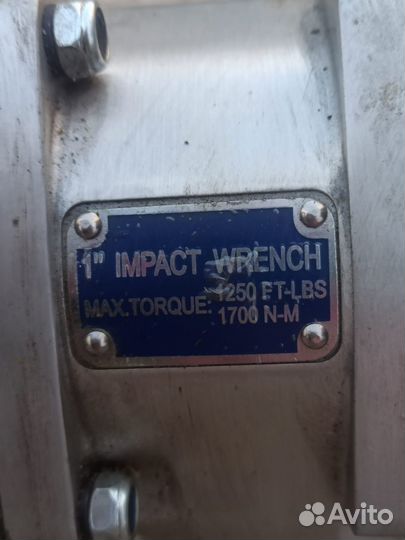 1" IMPACT WRENCH
MAX.TORQUE: 1250 FT-LBS
1700 N-M
Avito